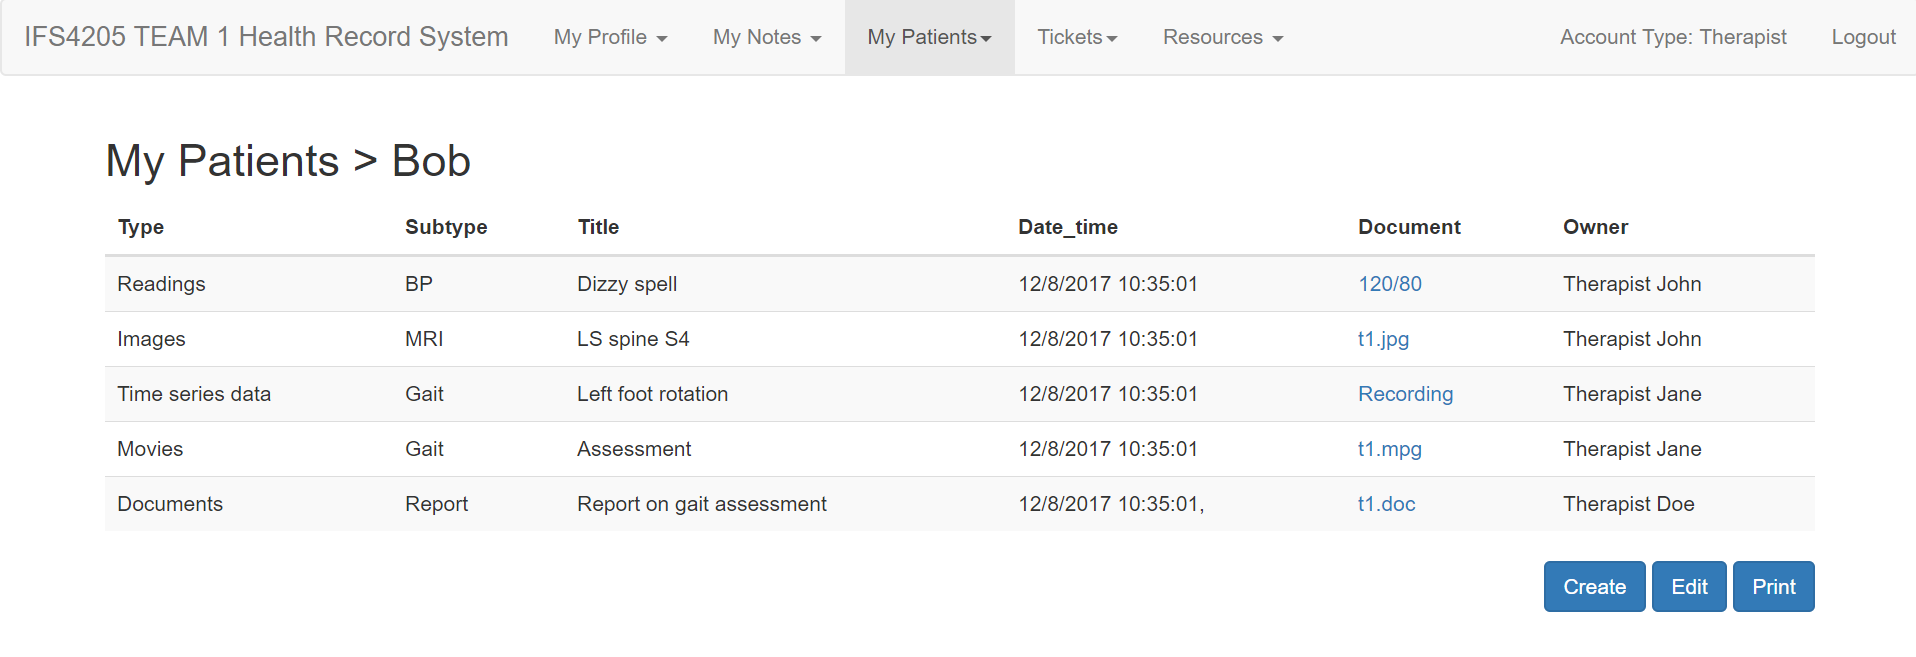 IFS4205 TEAM 1 Health Record System My Profile My Notes My Patients Tickets Resources Account Type: Therapist Logout
My Patients > Bob
Type Subtype Title Date_time Document Owner
Readings BP Dizzy spell 12/8/2017 10:35:01 120/80 Therapist John
Images MRI LS spine S4 12/8/2017 10:35:01 t1.jpg Therapist John
Time series data Gait Left foot rotation 12/8/2017 10:35:01 Recording Therapist Jane
Movies Gait Assessment 12/8/2017 10:35:01 t1.mpg Therapist Jane
Documents Report Report on gait assessment 12/8/2017 10:35:01, t1.doc Therapist Doe
Create Edit Print